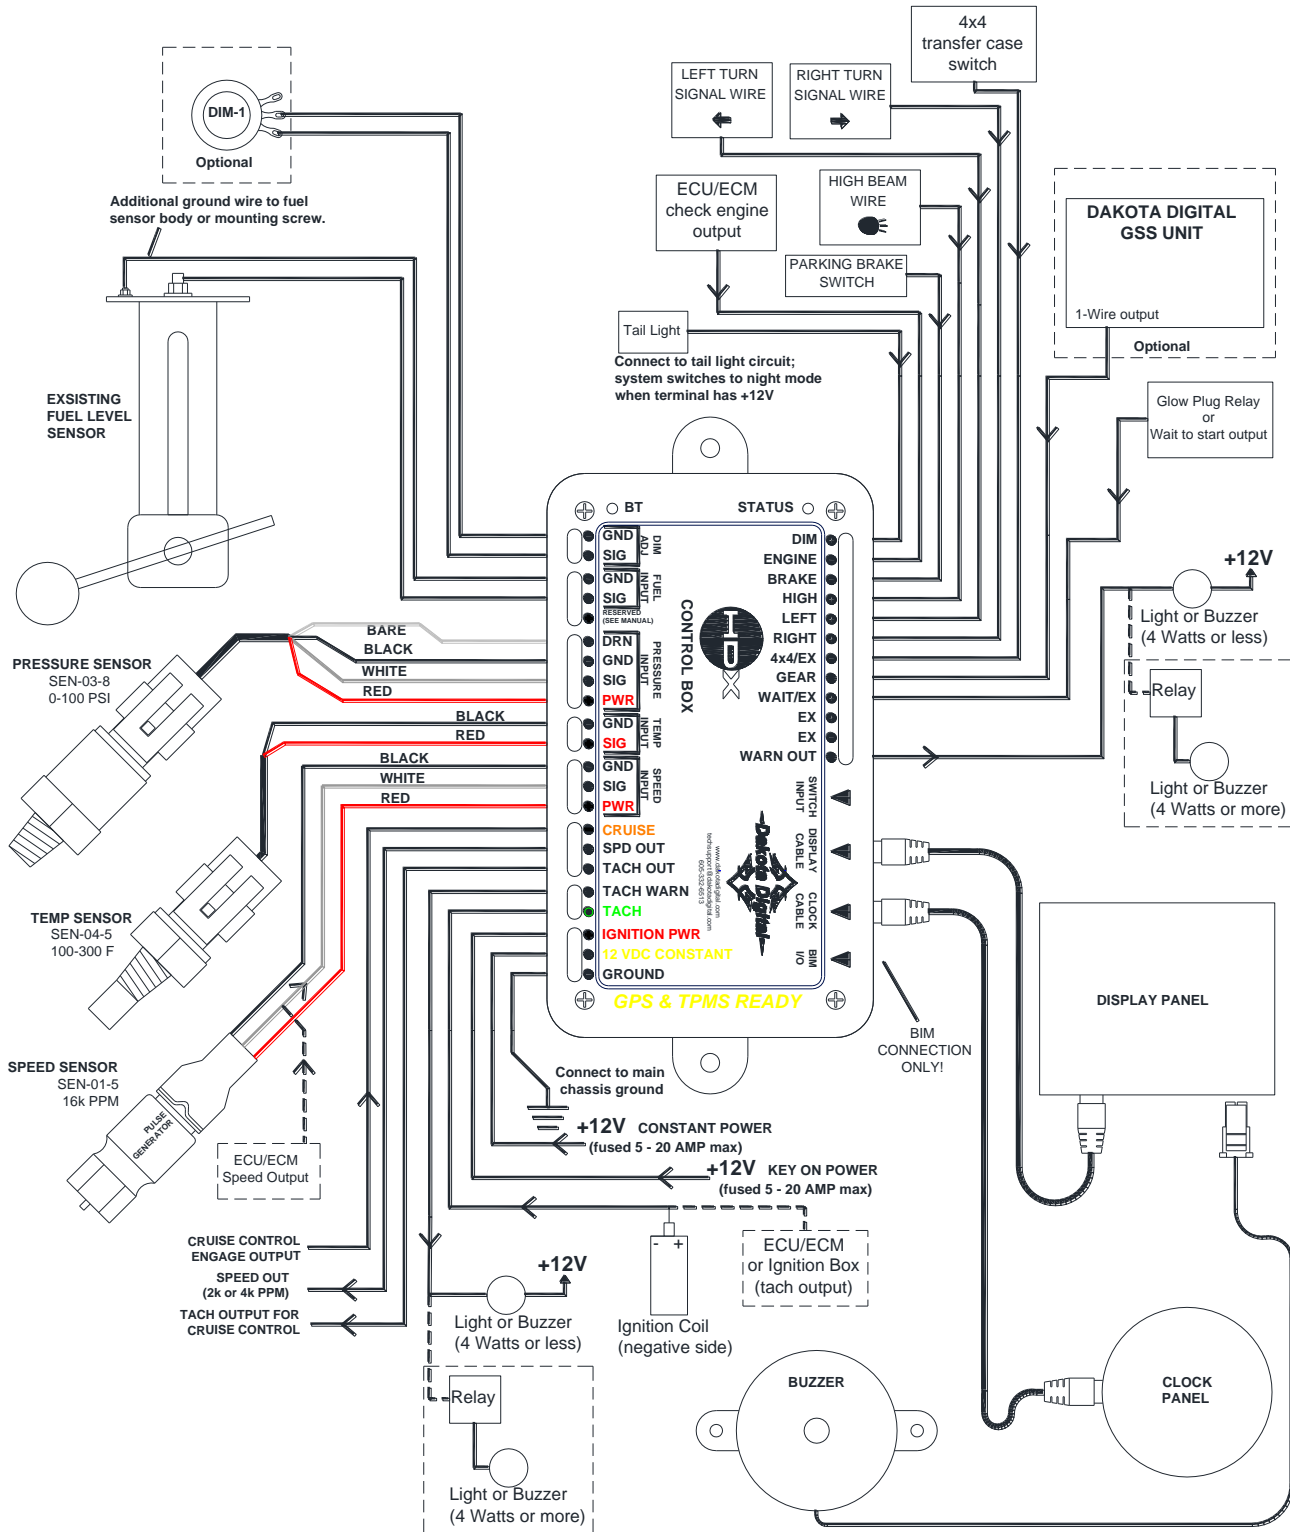 4x4
transfer case
switch
LEFT TURN
SIGNAL WIRE
RIGHT TURN
SIGNAL WIRE
DIM-1
Optional
Additional ground wire to fuel
sensor body or mounting screw.
ECU/ECM
check engine
output
HIGH BEAM
WIRE
PARKING BRAKE
SWITCH
DAKOTA DIGITAL
GSS UNIT
1-Wire output
Optional
Tail Light
Connect to tail light circuit;
system switches to night mode
when terminal has +12V
EXSISTING
FUEL LEVEL
SENSOR
Glow Plug Relay
or
Wait to start output
BT
STATUS
GND
SIG
DIM
ADJ
GND
SIG
FUEL
INPUT
RESERVED
(SEE MANUAL)
DRN
GND
SIG
PWR
PRESSURE
INPUT
GND
SIG
TEMP
INPUT
GND
SIG
PWR
SPEED
INPUT
CRUISE
SPD OUT
TACH OUT
TACH WARN
TACH
IGNITION PWR
12 VDC CONSTANT
GROUND
GPS & TPMS READY
CONTROL BOX
HDX
DIM
ENGINE
BRAKE
HIGH
LEFT
RIGHT
4x4/EX
GEAR
WAIT/EX
EX
EX
WARN OUT
SWITCH
INPUT
DISPLAY
CABLE
CLOCK
CABLE
BIM
I/O
Dakota Digital
www.dakotadigital.com
techsupport@dakotadigital.com
605-332-6513
BARE
BLACK
WHITE
RED
BLACK
RED
BLACK
WHITE
RED
PRESSURE SENSOR
SEN-03-8
0-100 PSI
TEMP SENSOR
SEN-04-5
100-300 F
SPEED SENSOR
SEN-01-5
16k PPM
PULSE
GENERATOR
ECU/ECM
Speed Output
+12V
Light or Buzzer
(4 Watts or less)
Relay
Light or Buzzer
(4 Watts or more)
DISPLAY PANEL
BIM
CONNECTION
ONLY!
Connect to main
chassis ground
+12V CONSTANT POWER
(fused 5 - 20 AMP max)
+12V KEY ON POWER
(fused 5 - 20 AMP max)
CRUISE CONTROL
ENGAGE OUTPUT
SPEED OUT
(2k or 4k PPM)
TACH OUTPUT FOR
CRUISE CONTROL
+12V
Light or Buzzer
(4 Watts or less)
Relay
Light or Buzzer
(4 Watts or more)
- +
Ignition Coil
(negative side)
ECU/ECM
or Ignition Box
(tach output)
BUZZER
CLOCK
PANEL